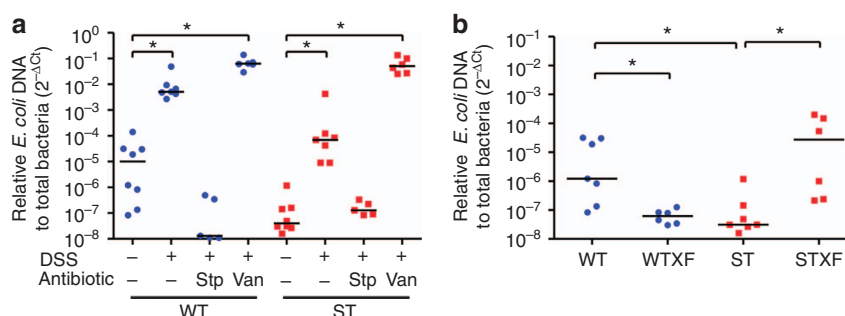 a
Relative E. coli DNA
to total bacteria (2^−ΔCt)
10^0
10^−1
10^−2
10^−4
10^−5
10^−6
10^−7
10^−8
* * * *
DSS − + + + − + + +
Antibiotic − − Stp Van − − Stp Van
WT ST
b
Relative E. coli DNA
to total bacteria (2^−ΔCt)
10^−1
10^−2
10^−3
10^−4
10^−5
10^−6
10^−7
10^−8
* * *
WT WTXF ST STXF